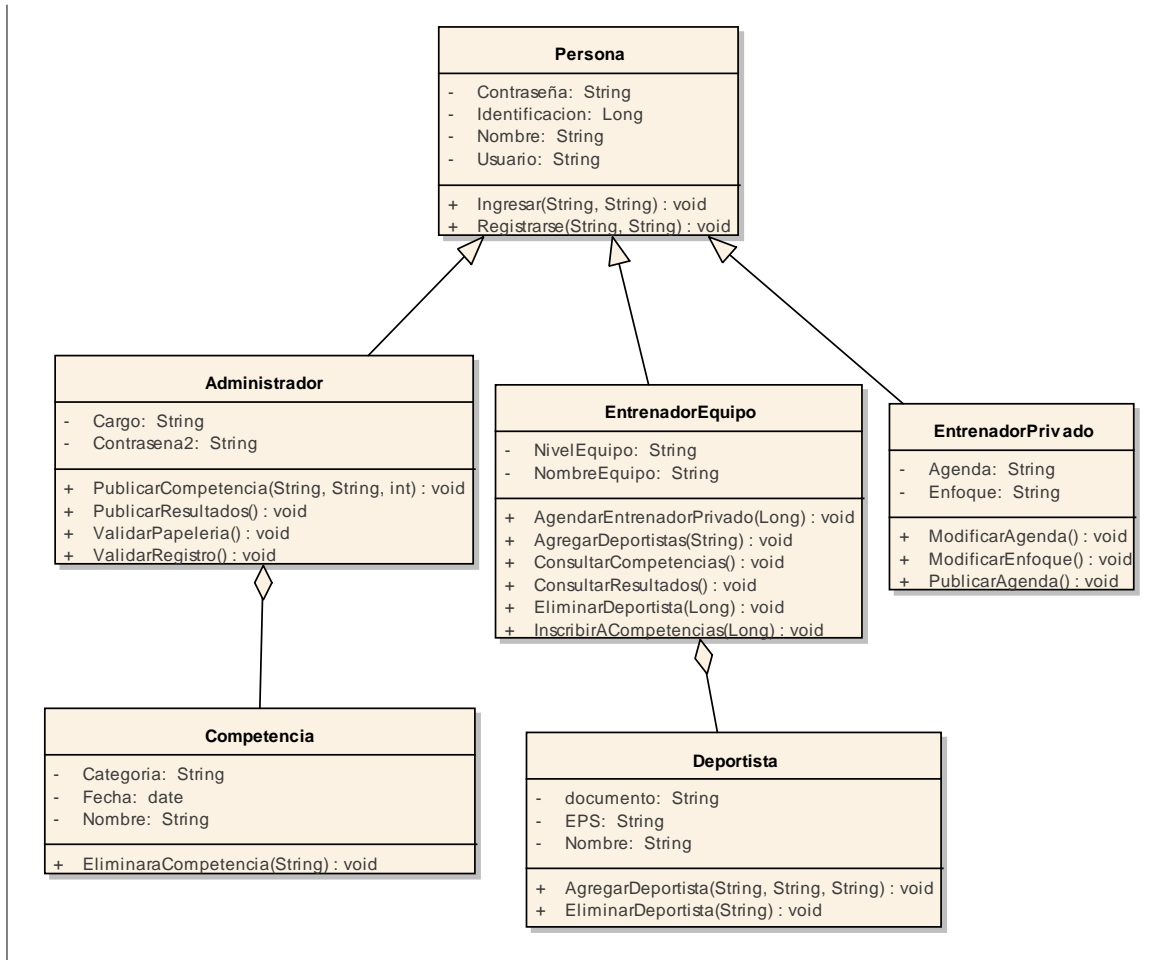 Persona
- Contraseña: String
- Identificacion: Long
- Nombre: String
- Usuario: String
+ Ingresar(String, String) : void
+ Registrarse(String, String) : void
Administrador
- Cargo: String
- Contrasena2: String
+ PublicarCompetencia(String, String, int) : void
+ PublicarResultados() : void
+ ValidarPapeleria() : void
+ ValidarRegistro() : void
EntrenadorEquipo
- NivelEquipo: String
- NombreEquipo: String
+ AgendarEntrenadorPrivado(Long) : void
+ AgregarDeportistas(String) : void
+ ConsultarCompetencias() : void
+ ConsultarResultados() : void
+ EliminarDeportista(Long) : void
+ InscribirACompetencias(Long) : void
EntrenadorPrivado
- Agenda: String
- Enfoque: String
+ ModificarAgenda() : void
+ ModificarEnfoque() : void
+ PublicarAgenda() : void
Competencia
- Categoria: String
- Fecha: date
- Nombre: String
+ EliminaraCompetencia(String) : void
Deportista
- documento: String
- EPS: String
- Nombre: String
+ AgregarDeportista(String, String, String) : void
+ EliminarDeportista(String) : void